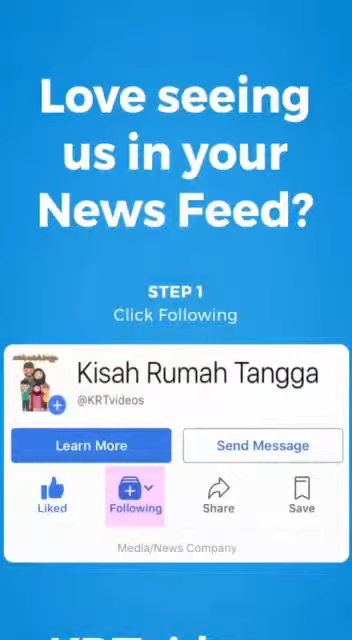 Love seeing
us in your
News Feed?
STEP 1
Click Following
Kisah Rumah Tangga
@KRTvideos
Learn More
Send Message
Liked
Following
Share
Save
Media/News Company